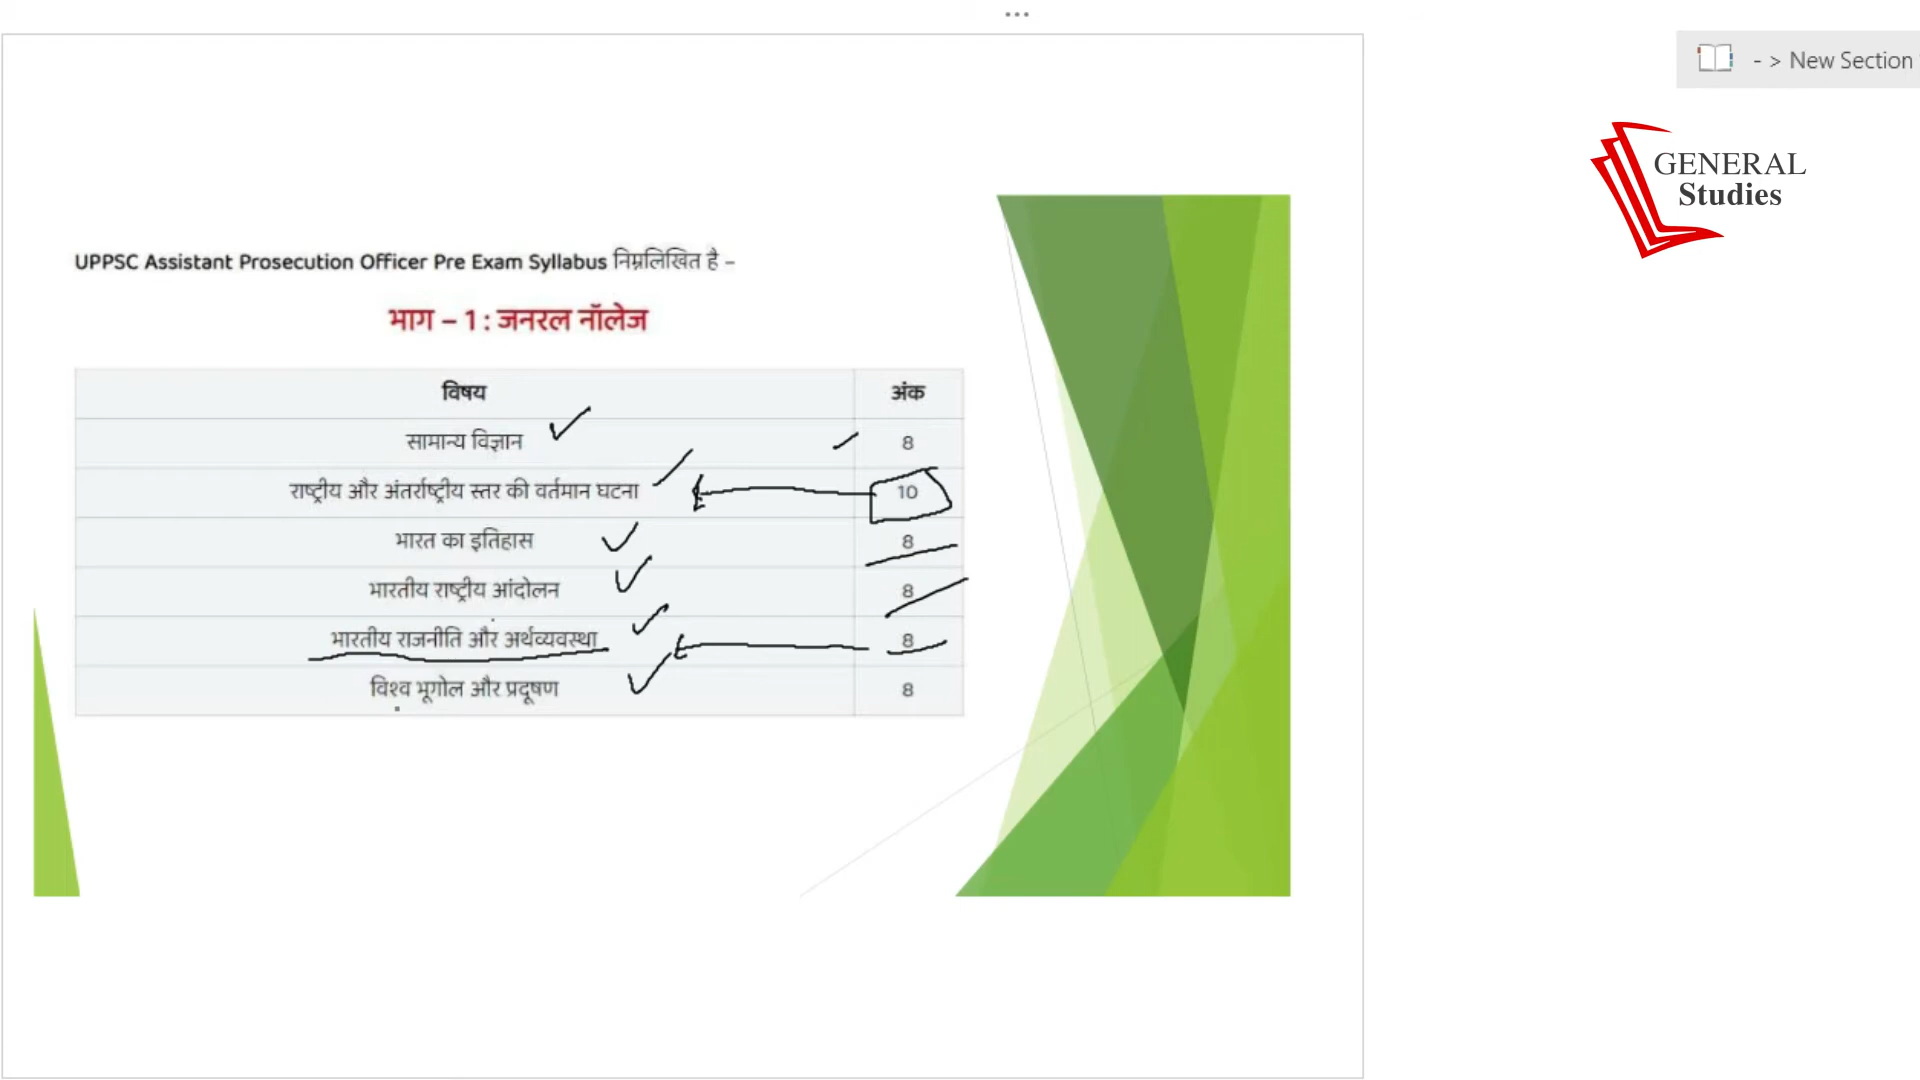 - > New Section
GENERAL
Studies
UPPSC Assistant Prosecution Officer Pre Exam Syllabus निम्नलिखित है –
भाग – 1 : जनरल नॉलेज
विषय अंक
सामान्य विज्ञान 8
राष्ट्रीय और अंतर्राष्ट्रीय स्तर की वर्तमान घटना 10
भारत का इतिहास 8
भारतीय राष्ट्रीय आंदोलन 8
भारतीय राजनीति और अर्थव्यवस्था 8
विश्व भूगोल और प्रदूषण 8